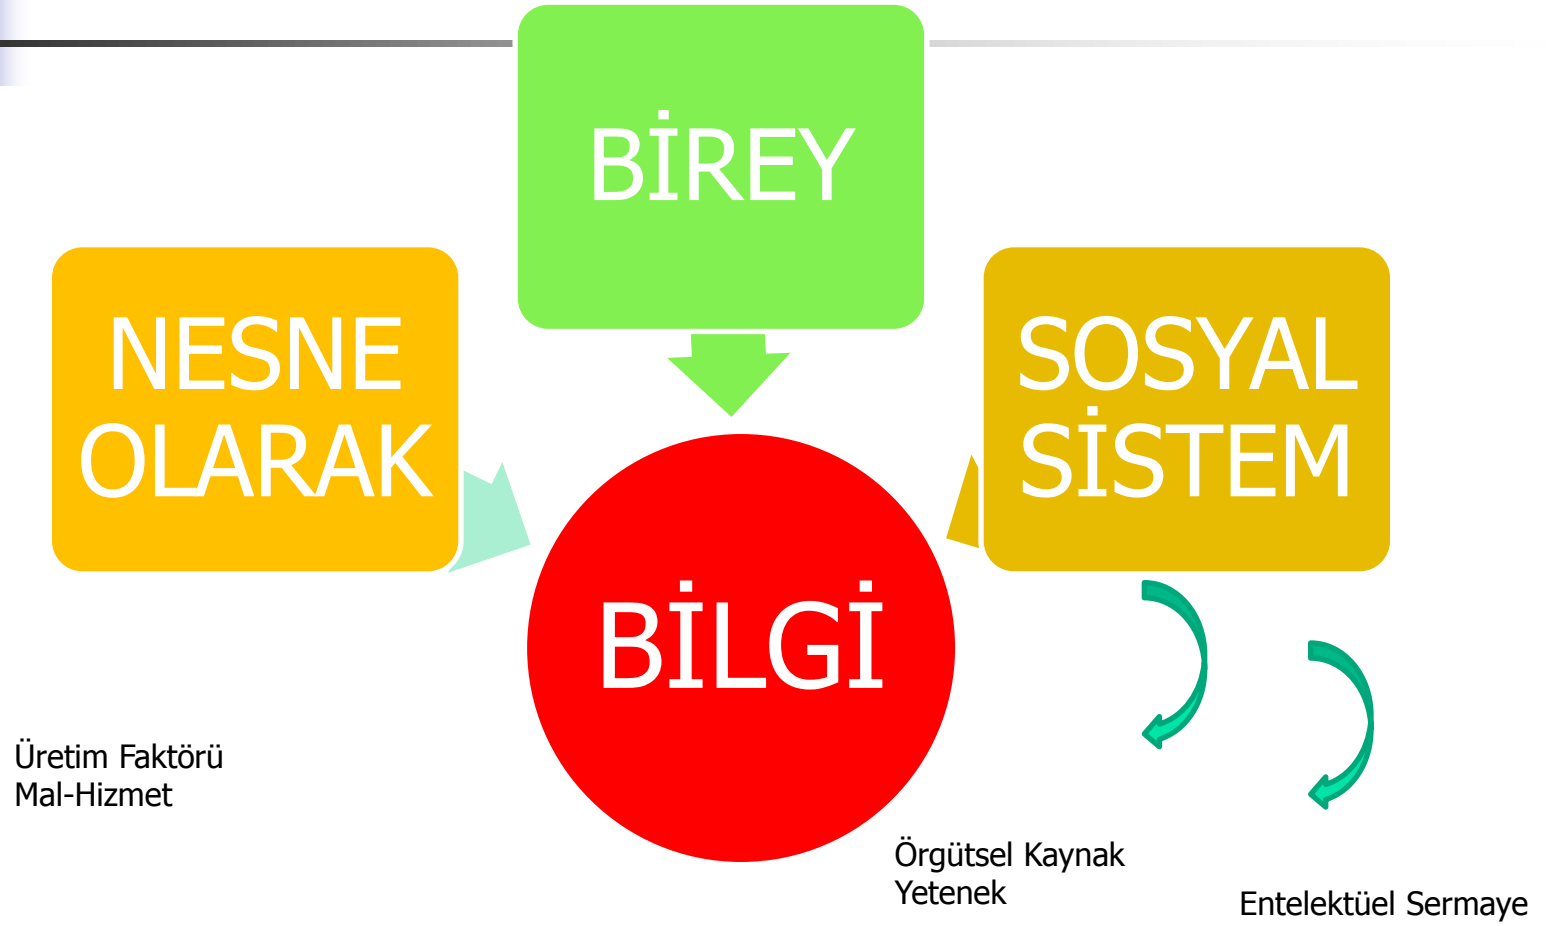 BİREY
NESNE
OLARAK
SOSYAL
SİSTEM
BİLGİ
Üretim Faktörü
Mal-Hizmet
Örgütsel Kaynak
Yetenek
Entelektüel Sermaye